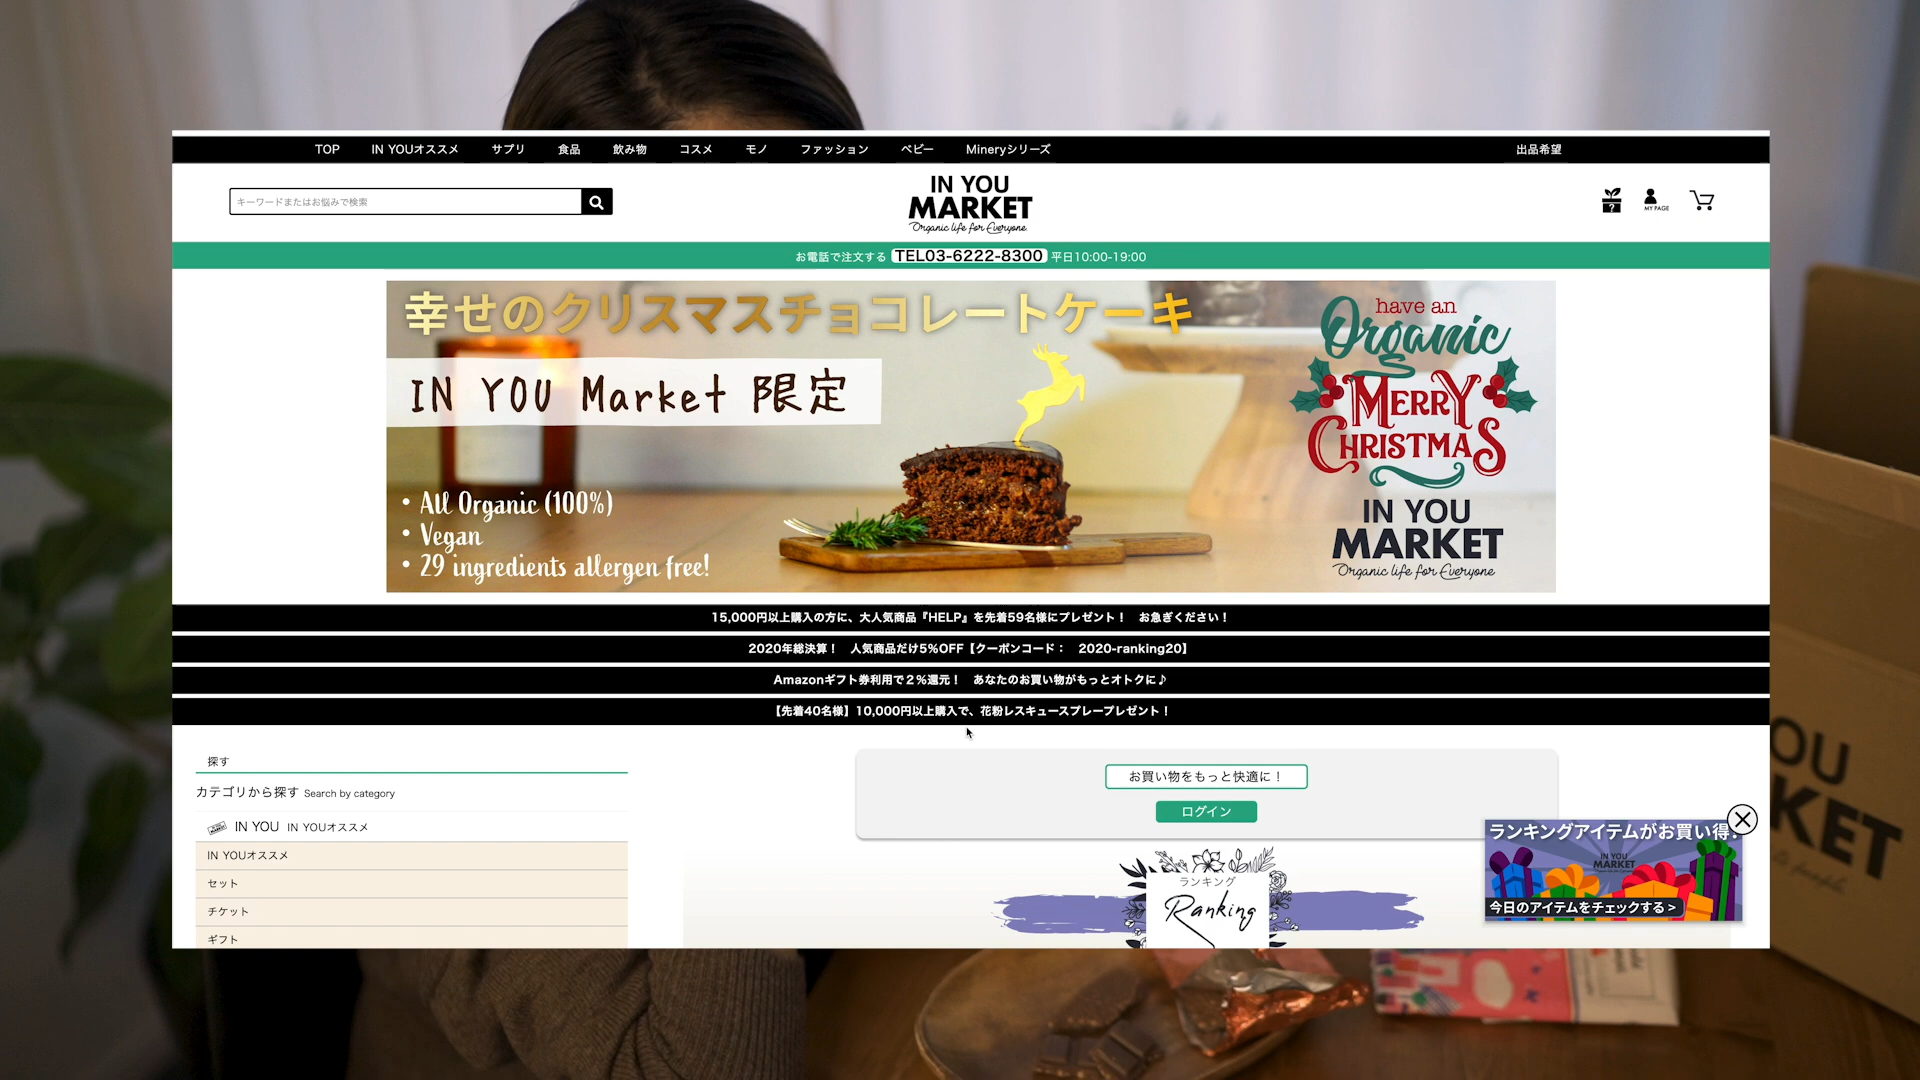 TOP IN YOUオススメ サプリ 食品 飲み物 コスメ モノ ファッション ベビー Mineryシリーズ 出品希望
キーワードまたはお悩みで検索
IN YOU
MARKET
Organic life for Everyone
?
MY PAGE
お電話で注文する TEL03-6222-8300 平日10:00-19:00
幸せのクリスマスチョコレートケーキ
IN YOU Market 限定
• All Organic (100%)
• Vegan
• 29 ingredients allergen free!
have an
Organic
MERRY
CHRISTMAS
IN YOU
MARKET
Organic life for Everyone
15,000円以上購入の方に、大人気商品『HELP』を先着59名様にプレゼント！ お急ぎください！
2020年総決算！ 人気商品だけ5%OFF【クーポンコード： 2020-ranking20】
Amazonギフト券利用で２％還元！ あなたのお買い物がもっとオトクに♪
【先着40名様】10,000円以上購入で、花粉レスキュースプレープレゼント！
探す
カテゴリから探す Search by category
IN YOU IN YOUオススメ
IN YOUオススメ
セット
チケット
ギフト
お買い物をもっと快適に！
ログイン
ランキング
Ranking
ランキングアイテムがお買い得!
IN YOU
MARKET
今日のアイテムをチェックする >
OU
KET